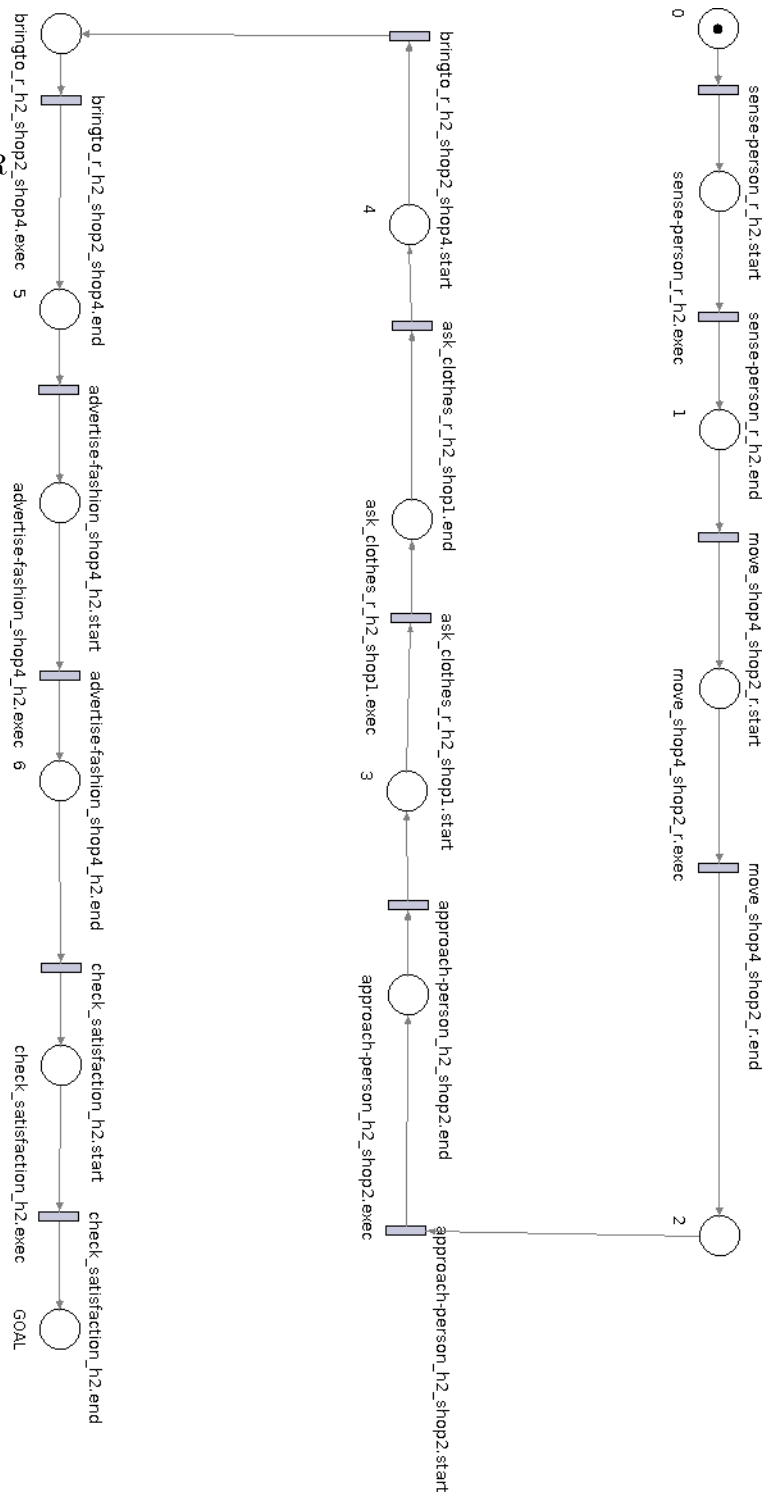 0
sense-person_r_h2.start
sense-person_r_h2.exec
sense-person_r_h2.end
1
move_shop4_shop2_r.start
move_shop4_shop2_r.exec
move_shop4_shop2_r.end
2
approach-person_h2_shop2.start
approach-person_h2_shop2.exec
approach-person_h2_shop2.end
3
ask_clothes_r_h2_shop1.start
ask_clothes_r_h2_shop1.exec
ask_clothes_r_h2_shop1.end
4
bringto_r_h2_shop2_shop4.start
bringto_r_h2_shop2_shop4.exec
bringto_r_h2_shop2_shop4.end
5
advertise-fashion_shop4_h2.start
advertise-fashion_shop4_h2.exec
advertise-fashion_shop4_h2.end
6
check_satisfaction_h2.start
check_satisfaction_h2.exec
check_satisfaction_h2.end
GOAL